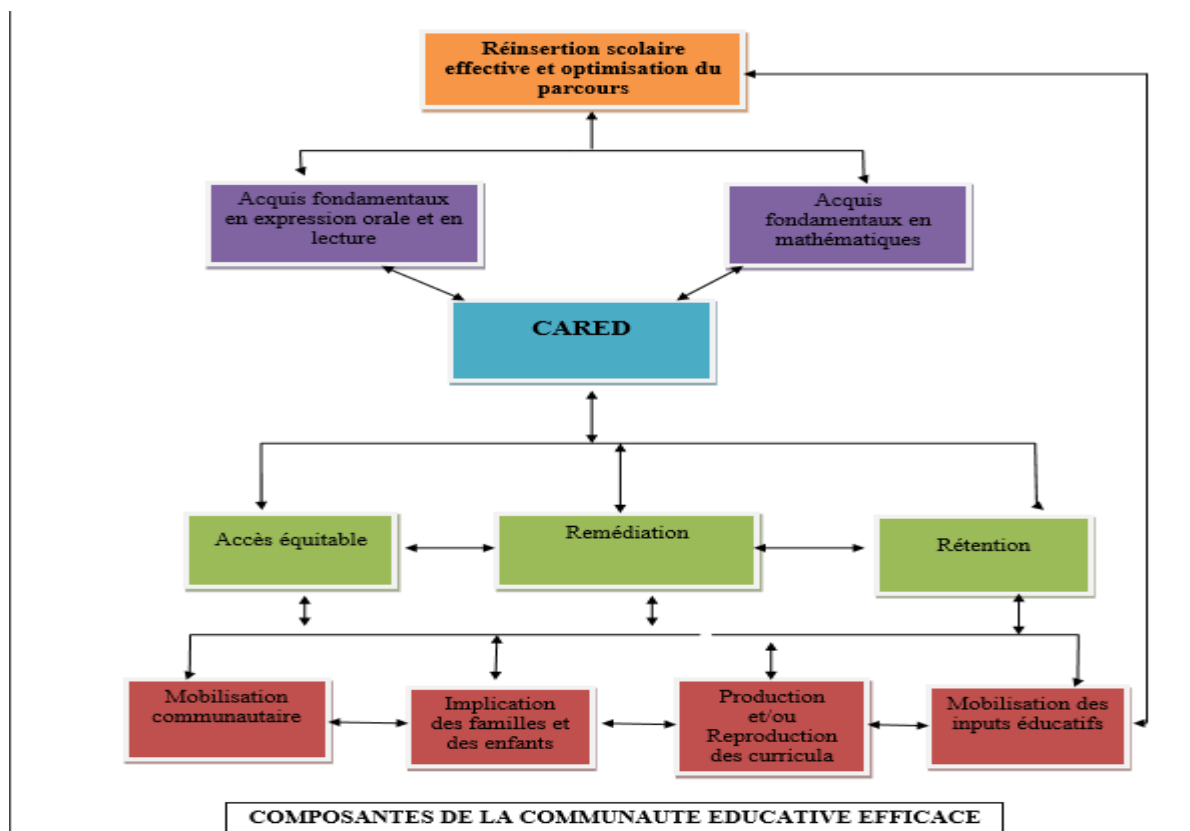 Réinsertion scolaire
effective et optimisation du
parcours
Acquis fondamentaux
en expression orale et en
lecture
Acquis
fondamentaux en
mathématiques
CARED
Accès équitable
Remédiation
Rétention
Mobilisation
communautaire
Implication
des familles et
des enfants
Production
et/ou
Reproduction
des curricula
Mobilisation des
inputs éducatifs
COMPOSANTES DE LA COMMUNAUTE EDUCATIVE EFFICACE